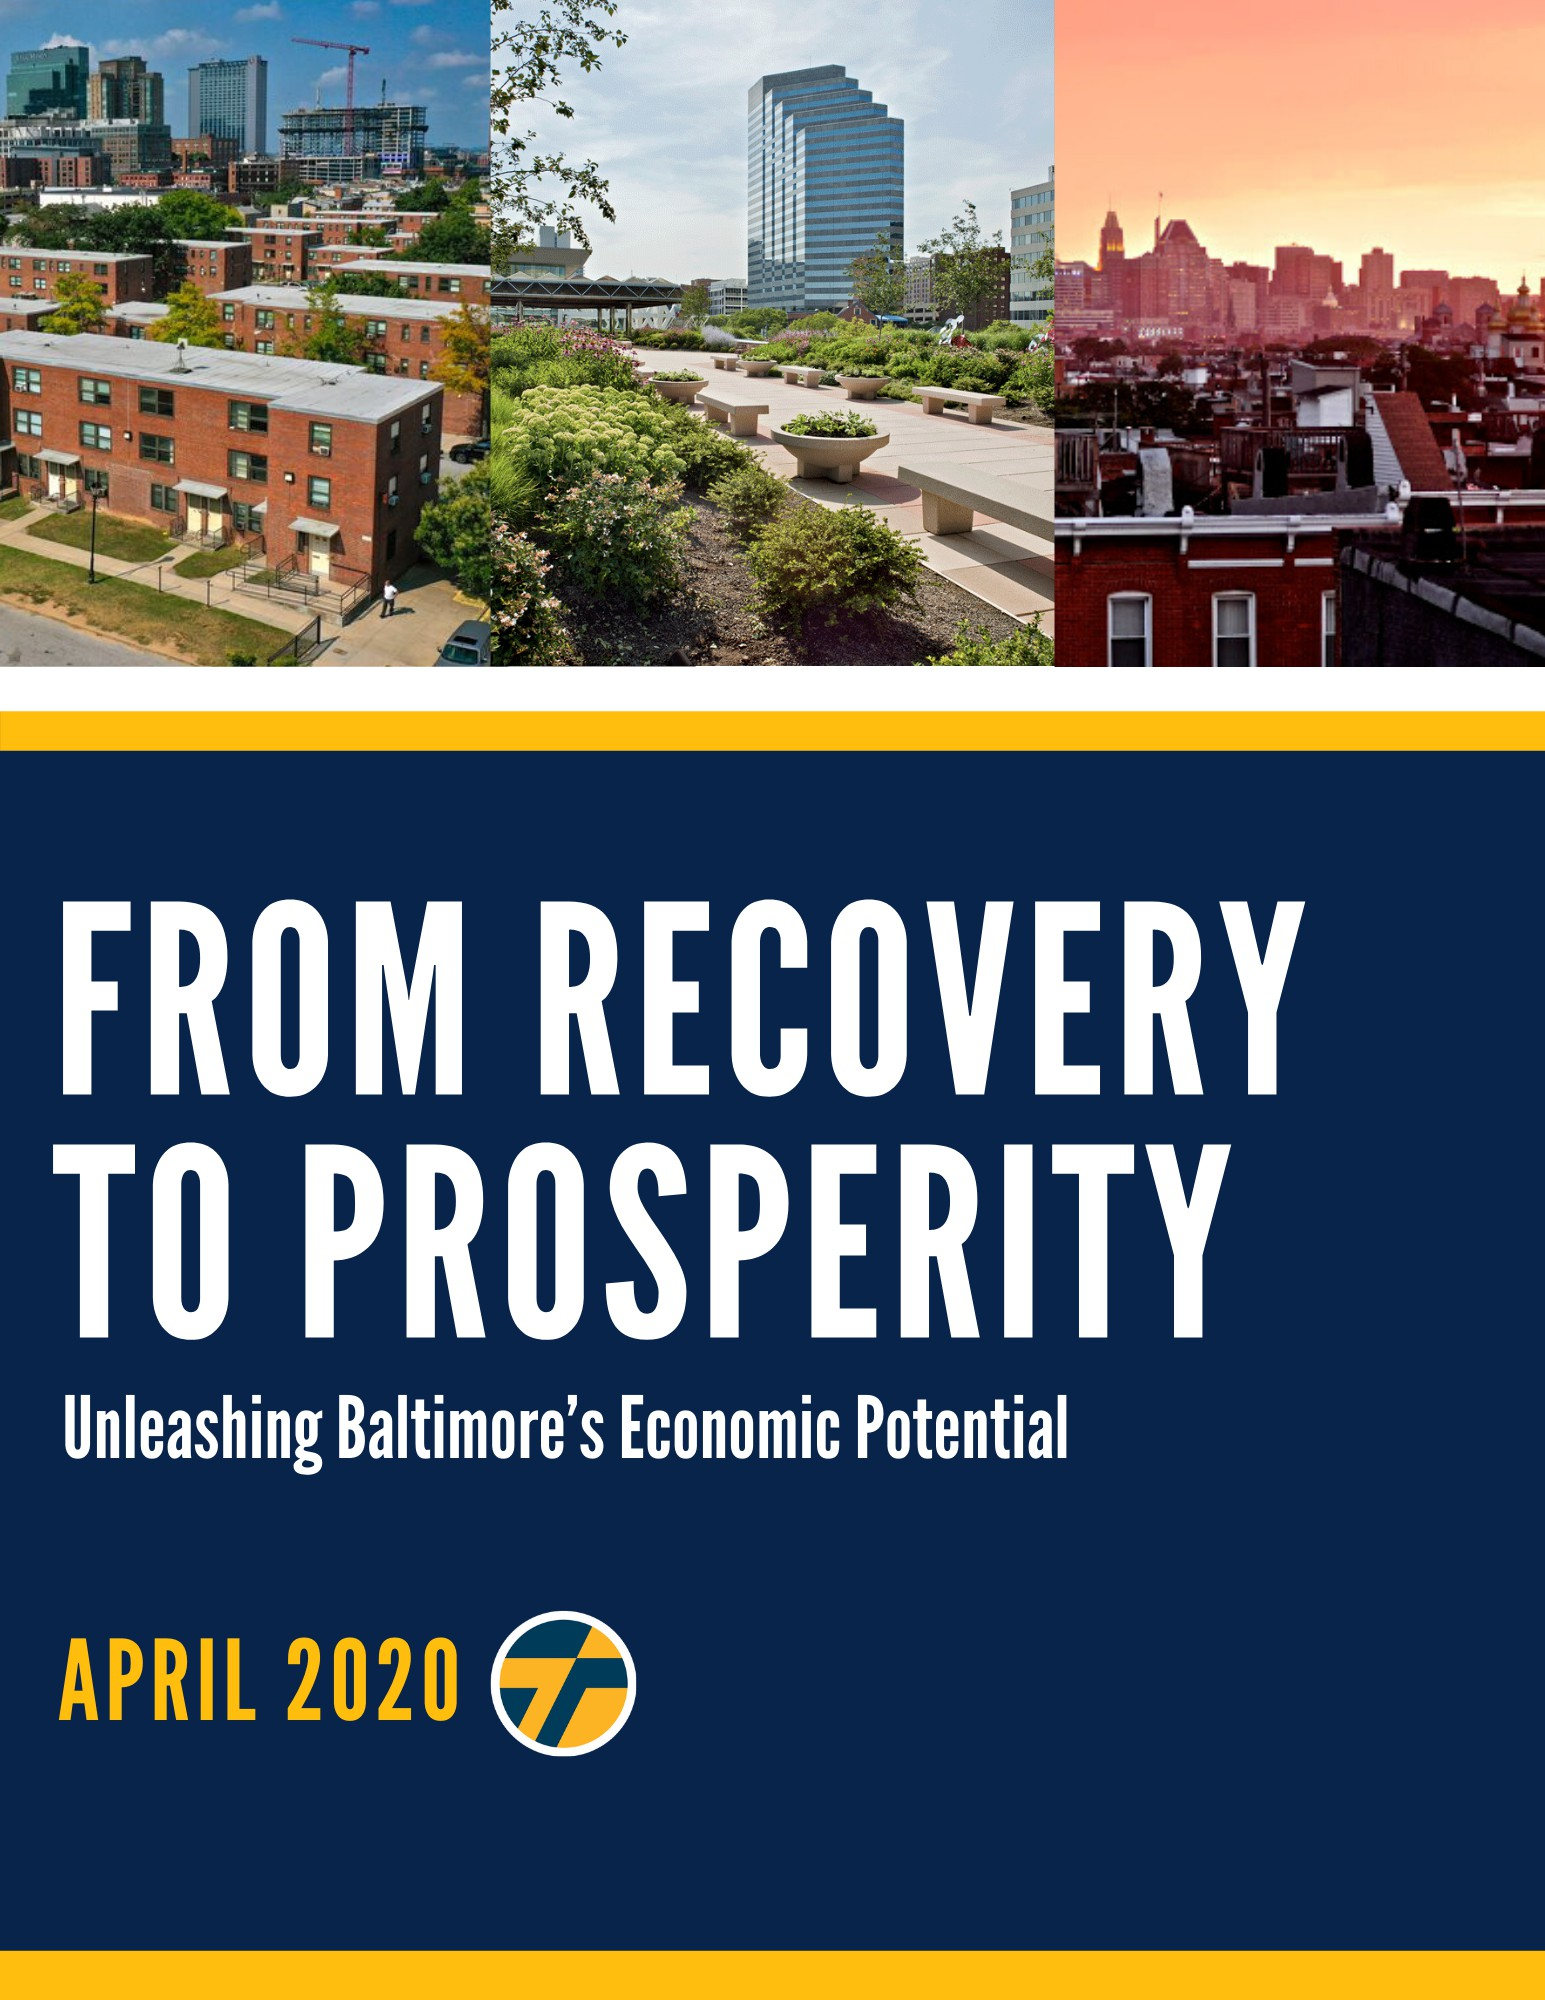 FROM RECOVERY
TO PROSPERITY
Unleashing Baltimore’s Economic Potential
APRIL 2020